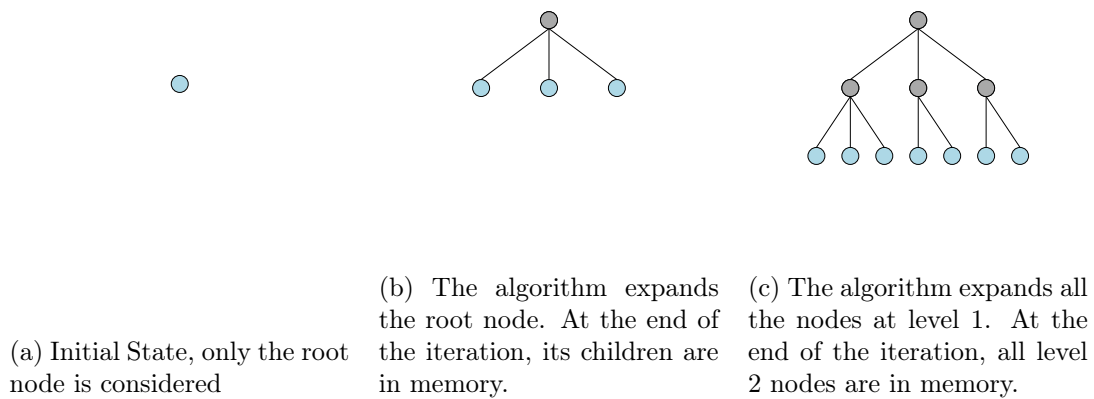 (a) Initial State, only the root
node is considered
(b) The algorithm expands
the root node. At the end of
the iteration, its children are
in memory.
(c) The algorithm expands all
the nodes at level 1. At the
end of the iteration, all level
2 nodes are in memory.